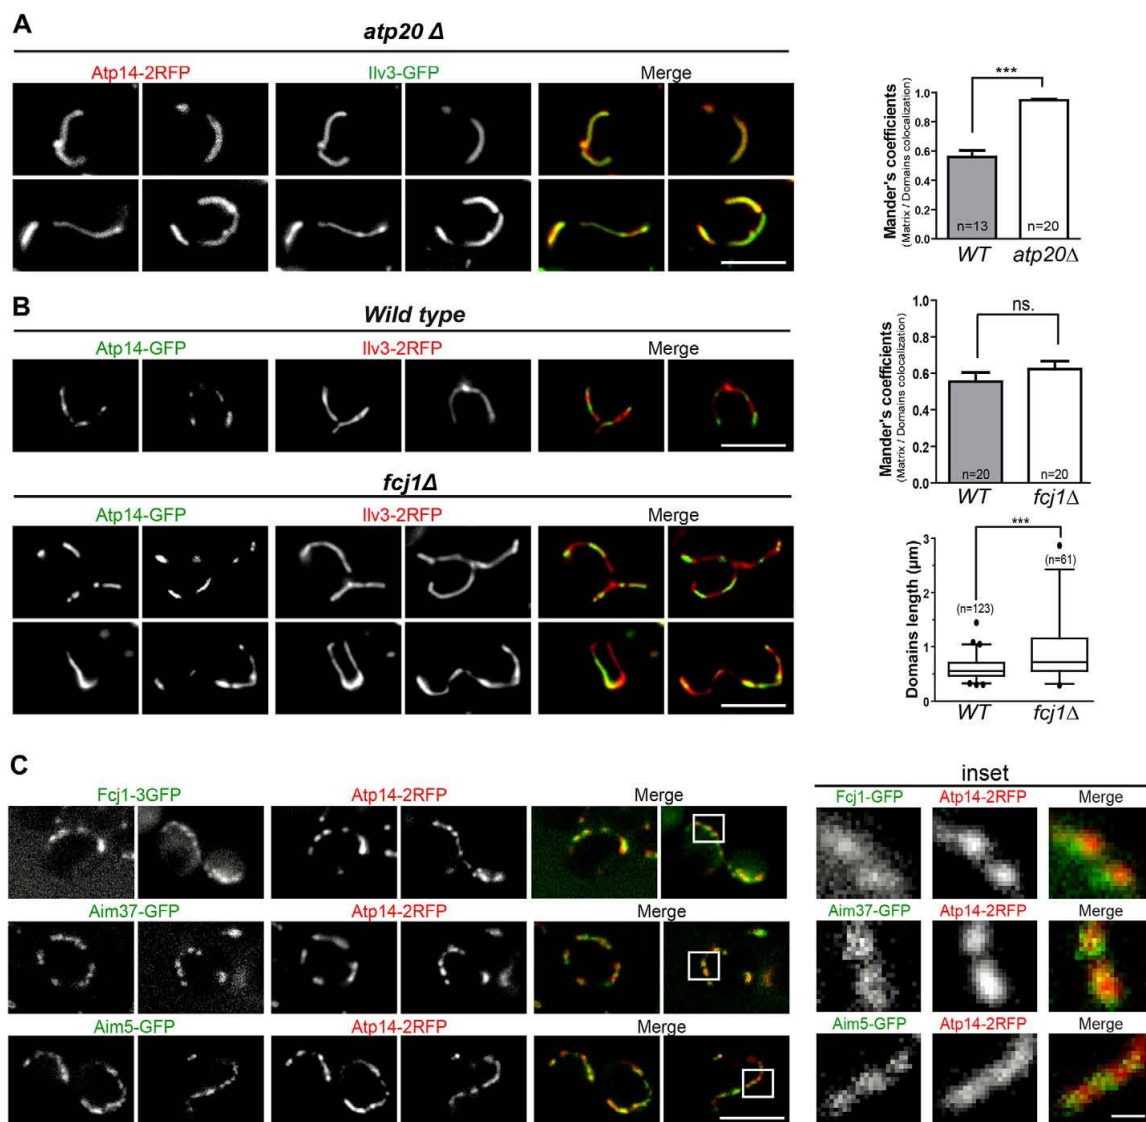 A
atp20 Δ
Atp14-2RFP Ilv3-GFP Merge
Mander's coefficients
(Matrix / Domains colocalization)
1.0
0.8
0.6
0.4
0.2
0.0
***
n=13 n=20
WT atp20Δ
B
Wild type
Atp14-GFP Ilv3-2RFP Merge
Mander's coefficients
(Matrix / Domains colocalization)
1.0
0.8
0.6
0.4
0.2
0.0
ns.
n=20 n=20
WT fcj1Δ
fcj1Δ
Atp14-GFP Ilv3-2RFP Merge
Domains length (µm)
3
2
1
0
***
(n=61)
(n=123)
WT fcj1Δ
C
Fcj1-3GFP Atp14-2RFP Merge
Aim37-GFP Atp14-2RFP Merge
Aim5-GFP Atp14-2RFP Merge
inset
Fcj1-GFP Atp14-2RFP Merge
Aim37-GFP Atp14-2RFP Merge
Aim5-GFP Atp14-2RFP Merge